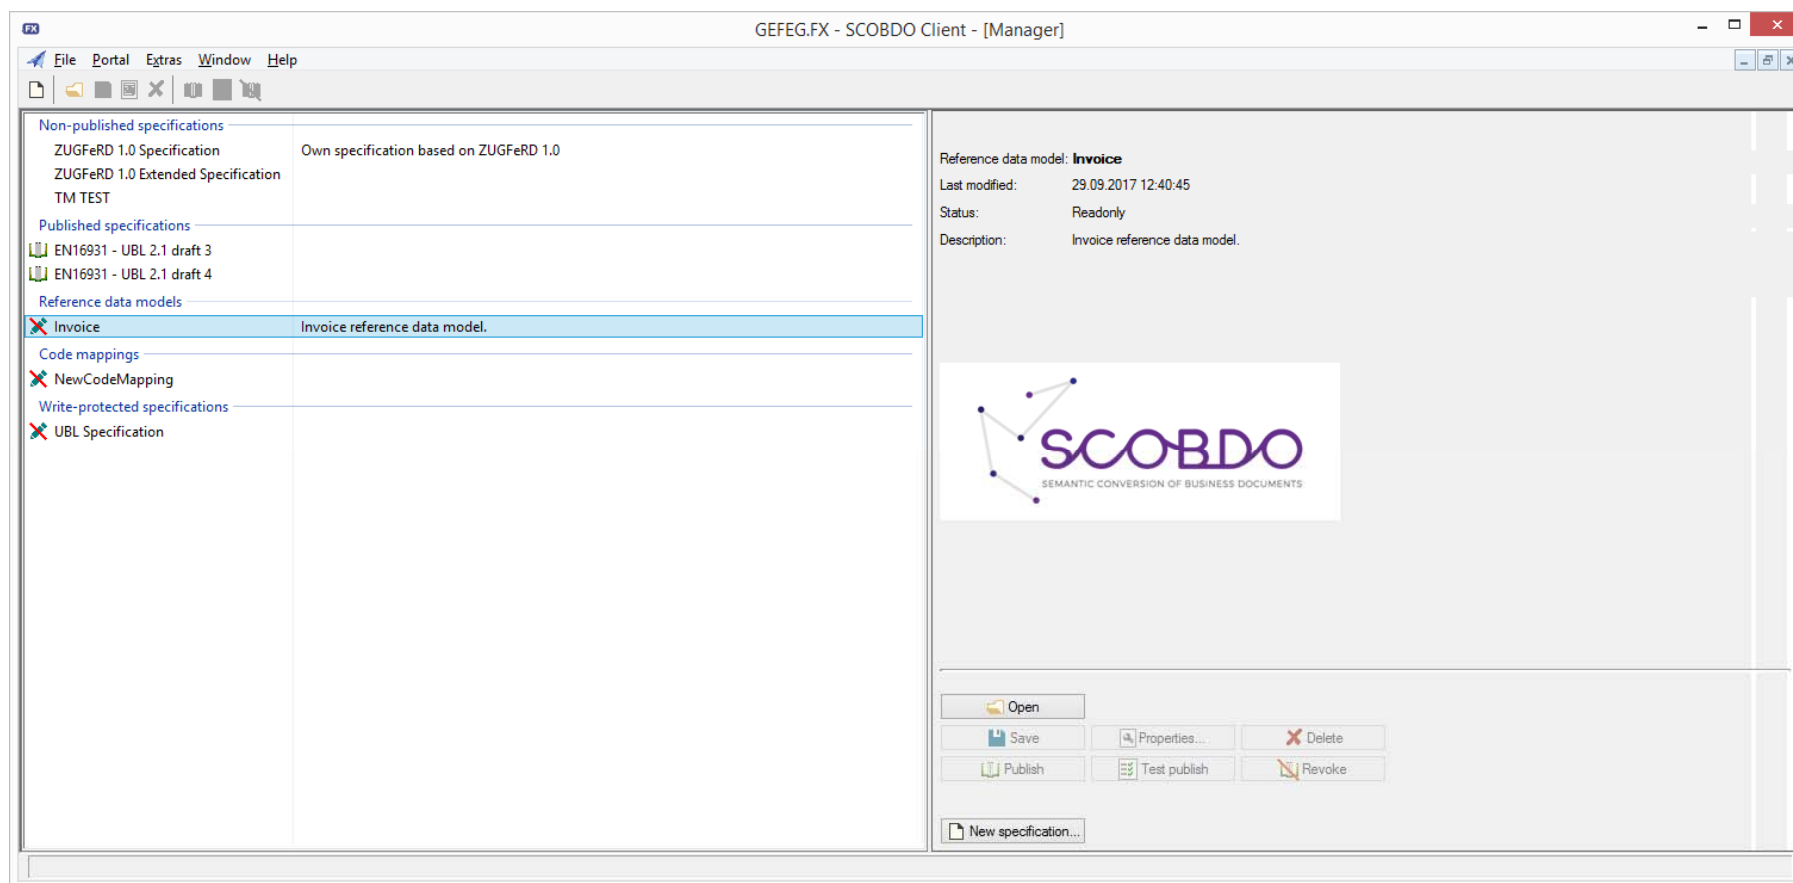 FX
GEFEG.FX - SCOBDO Client - [Manager]
File Portal Extras Window Help
Non-published specifications
ZUGFeRD 1.0 Specification Own specification based on ZUGFeRD 1.0
ZUGFeRD 1.0 Extended Specification
TM TEST
Published specifications
EN16931 - UBL 2.1 draft 3
EN16931 - UBL 2.1 draft 4
Reference data models
Invoice Invoice reference data model.
Code mappings
NewCodeMapping
Write-protected specifications
UBL Specification
Reference data model: Invoice
Last modified: 29.09.2017 12:40:45
Status: Readonly
Description: Invoice reference data model.
SCOBDO
SEMANTIC CONVERSION OF BUSINESS DOCUMENTS
Open
Save Properties... Delete
Publish Test publish Revoke
New specification...